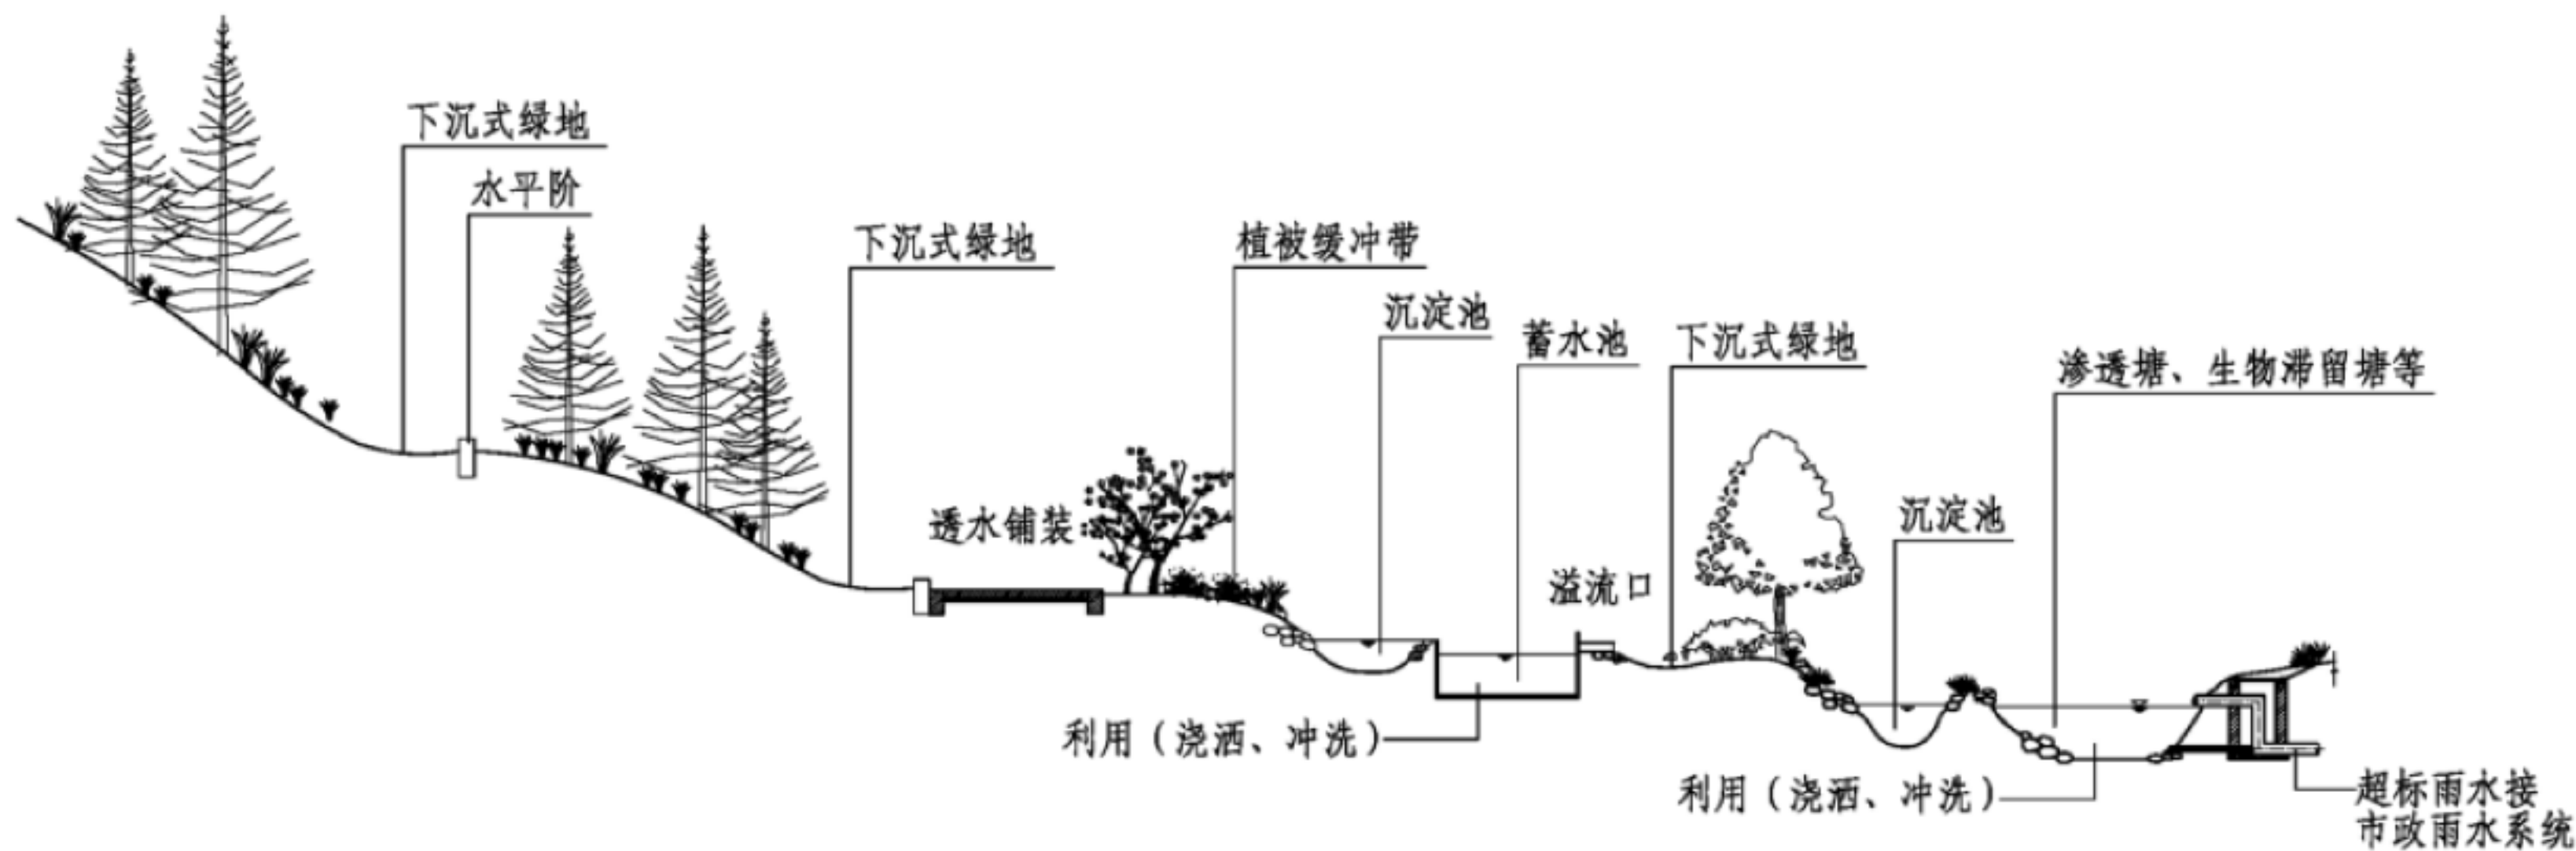 下沉式绿地
水平阶
下沉式绿地
植被缓冲带
沉淀池
蓄水池
下沉式绿地
渗透塘、生物滞留塘等
透水铺装
溢流口
沉淀池
利用（浇洒、冲洗）
利用（浇洒、冲洗）
超标雨水接
市政雨水系统